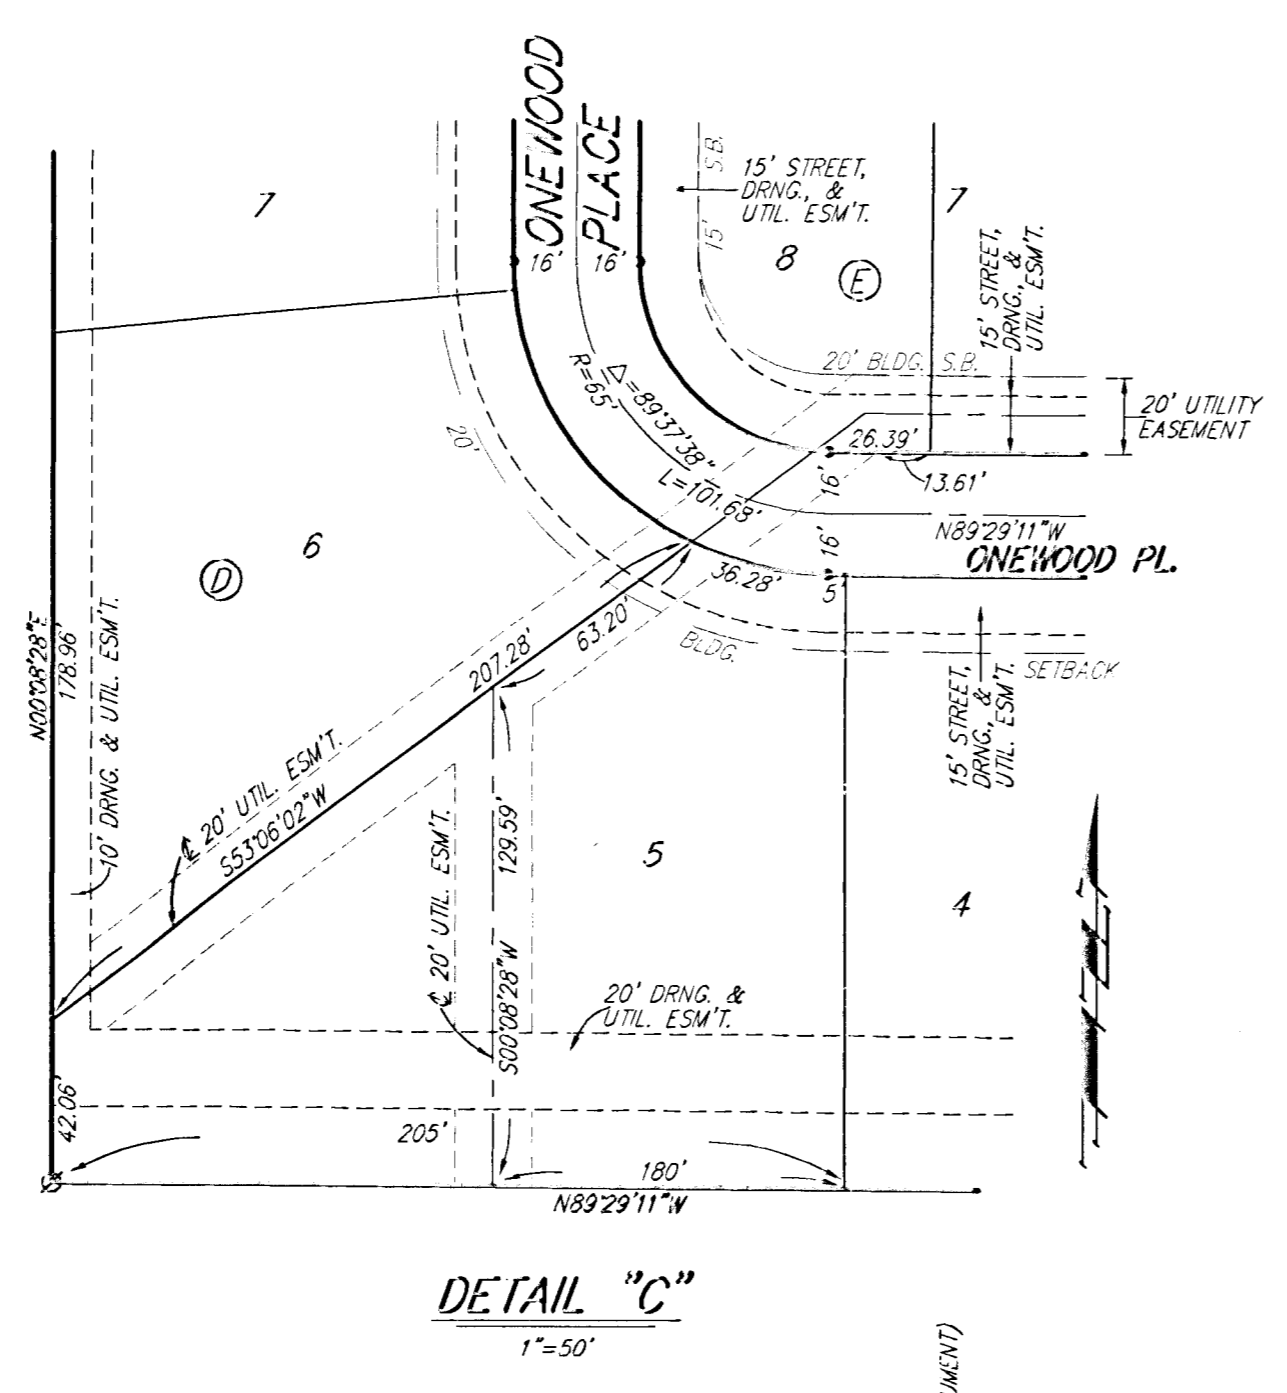 ONEWOOD
PLACE
7
16'
16'
S.B.
15'
15' STREET,
DRNG., &
UTIL. ESM'T.
8
E
7
15' STREET,
DRNG., &
UTIL. ESM'T.
20' BLDG. S.B.
20' UTILITY
EASEMENT
Δ=89°37'38"
R=65'
L=101.68'
26.39'
13.61'
16'
16'
N89°29'11"W
ONEWOOD PL.
20'
6
D
36.28'
5'
63.20'
207.28'
BLDG.
SETBACK
15' STREET,
DRNG., &
UTIL. ESM'T.
N00°08'28"E
178.96'
10' DRNG. & UTIL. ESM'T.
℄ 20' UTIL. ESM'T.
S53°06'02"W
℄ 20' UTIL. ESM'T.
129.59'
S00°08'28"W
5
4
20' DRNG. &
UTIL. ESM'T.
42.06'
205'
180'
N89°29'11"W
DETAIL "C"
1"=50'
UMENT)